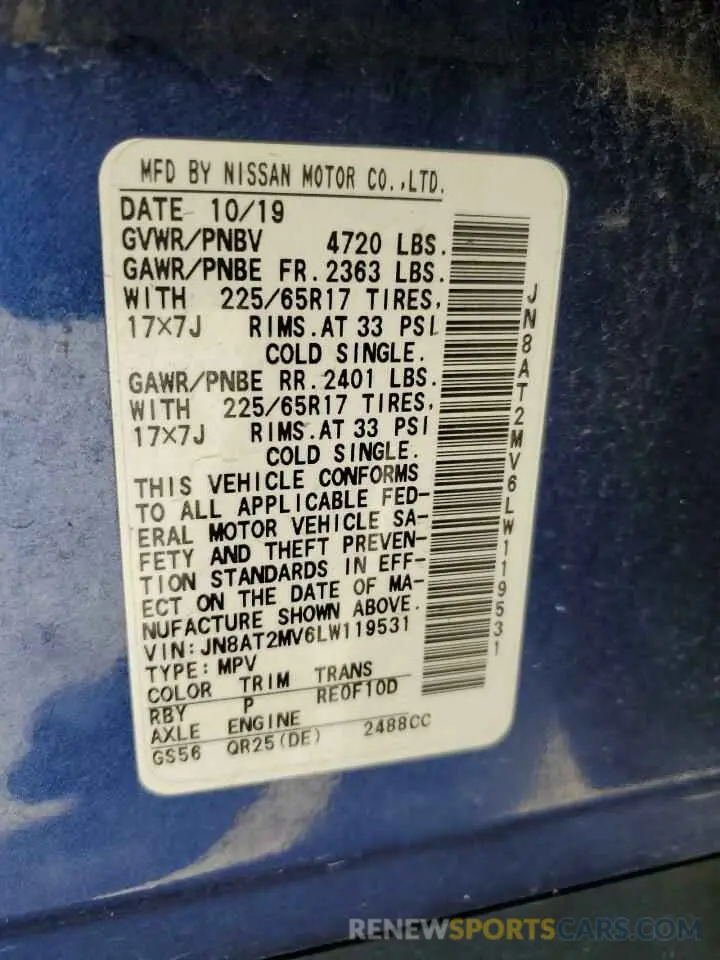 MFD BY NISSAN MOTOR CO.,LTD.
DATE 10/19
GVWR/PNBV 4720 LBS.
GAWR/PNBE FR. 2363 LBS.
WITH 225/65R17 TIRES,
17×7J RIMS. AT 33 PSI
COLD SINGLE.
GAWR/PNBE RR. 2401 LBS.
WITH 225/65R17 TIRES,
17×7J RIMS. AT 33 PSI
COLD SINGLE.
THIS VEHICLE CONFORMS
TO ALL APPLICABLE FED-
ERAL MOTOR VEHICLE SA-
FETY AND THEFT PREVEN-
TION STANDARDS IN EFF-
ECT ON THE DATE OF MA-
NUFACTURE SHOWN ABOVE.
VIN: JN8AT2MV6LW119531
TYPE: MPV
COLOR TRIM TRANS
RBY P RE0F10D
AXLE ENGINE
GS56 QR25(DE) 2488CC
JN8AT2MV6LW119531
RENEWSPORTSCARS.COM